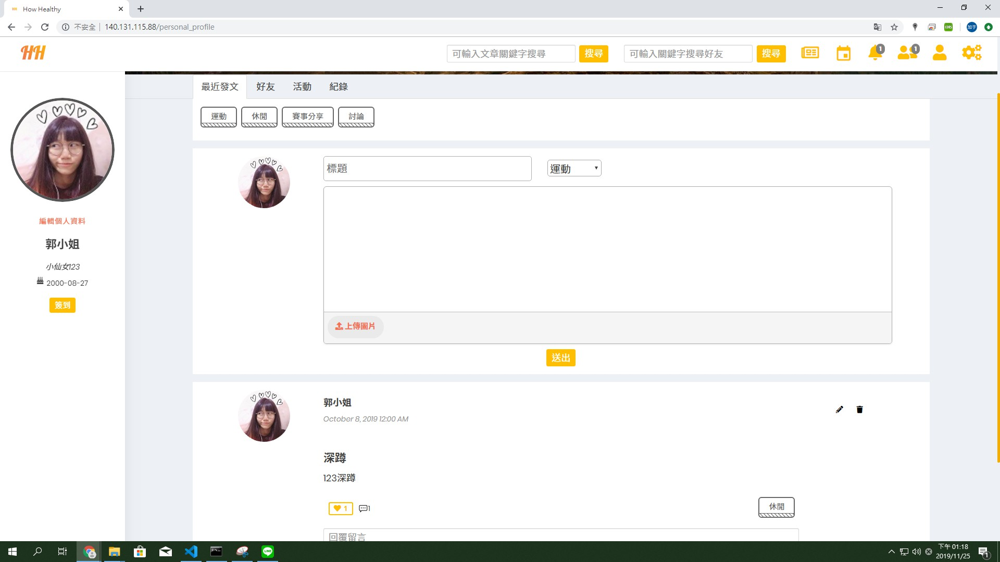 How Healthy
不安全 | 140.131.115.88/personal_profile
CORS
加于
HH
可輸入文章關鍵字搜尋
搜尋
可輸入關鍵字搜尋好友
搜尋
1
1
最近發文
好友
活動
紀錄
運動
休閒
賽事分享
討論
編輯個人資料
郭小姐
小仙女123
2000-08-27
簽到
標題
運動
上傳圖片
送出
郭小姐
October 8, 2019 12:00 AM
深蹲
123深蹲
1
1
休閒
回覆留言
LINE
下午 01:18
2019/11/25
1